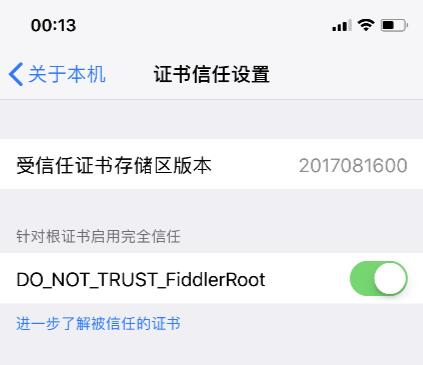 00:13
关于本机
证书信任设置
受信任证书存储区版本 2017081600
针对根证书启用完全信任
DO_NOT_TRUST_FiddlerRoot
进一步了解被信任的证书